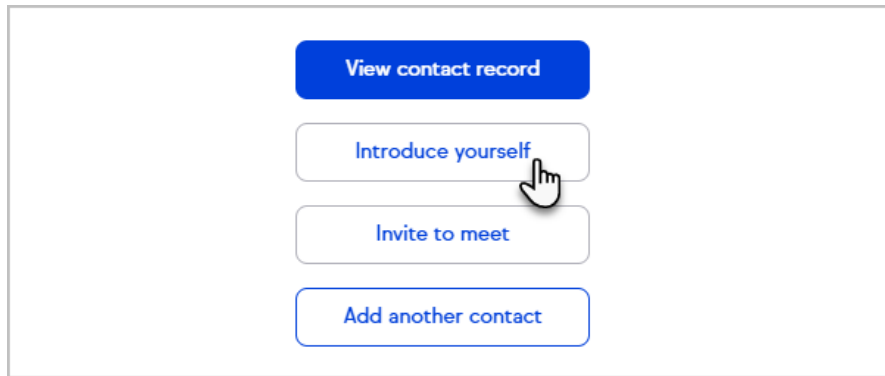 View contact record
Introduce yourself
Invite to meet
Add another contact